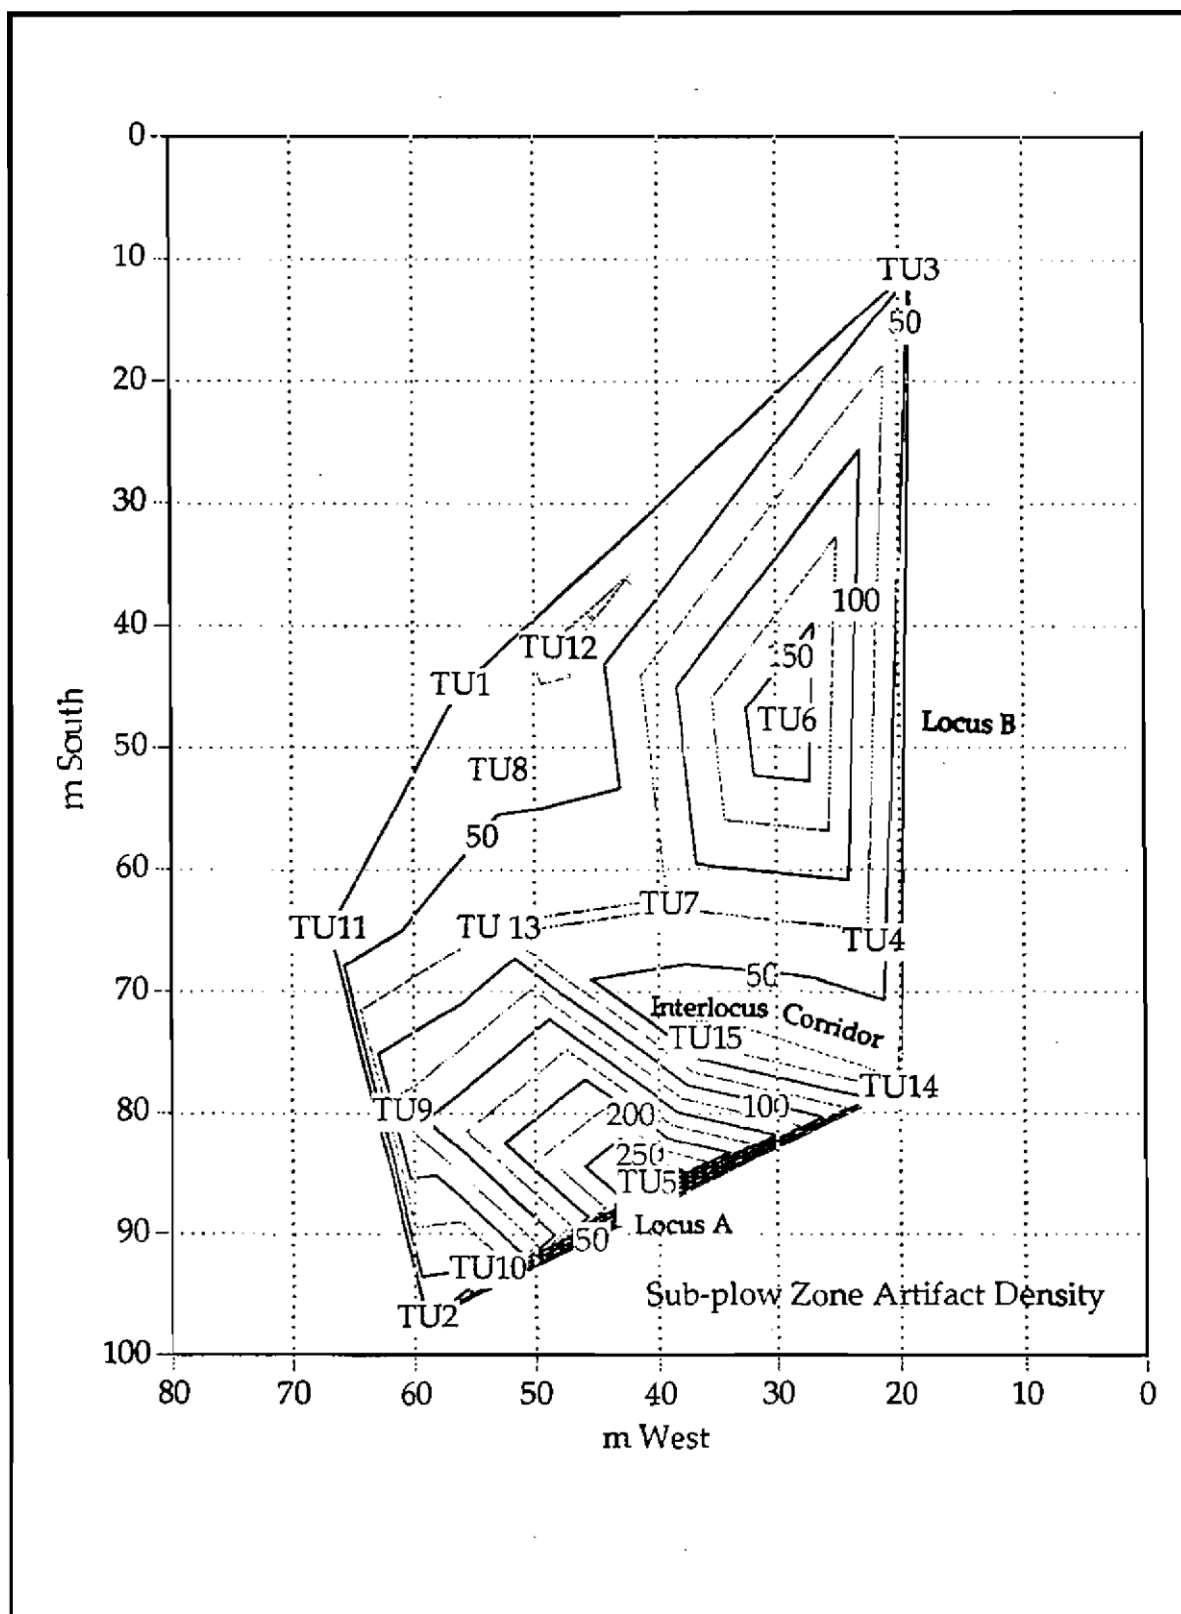 0
10
TU3
50
20
30
100
40
TU12
50
TU1
TU6
Locus B
50
TU8
50
60
TU7
TU11
TU 13
TU4
50
70
Interlocus Corridor
TU15
TU14
80
TU9
200
100
250
TU5
90
50
Locus A
TU10
Sub-plow Zone Artifact Density
TU2
100
80 70 60 50 40 30 20 10 0
m West
m South